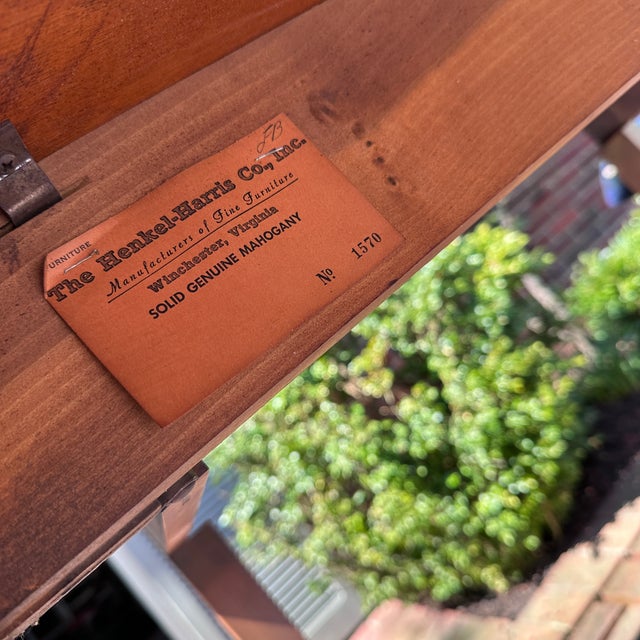 URNITURE
The Henkel-Harris Co., Inc.
Manufacturers of Fine Furniture
Winchester, Virginia
SOLID GENUINE MAHOGANY
№ 1570